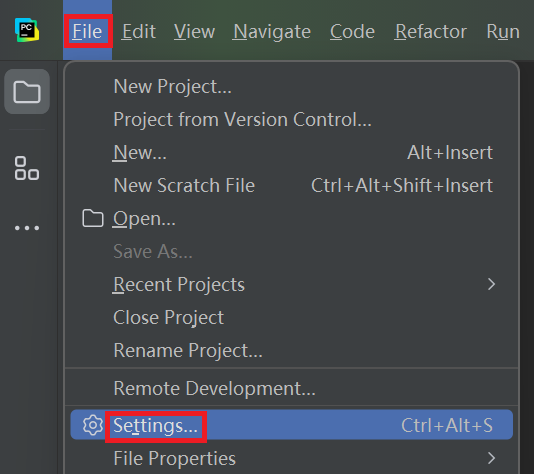 PC
File Edit View Navigate Code Refactor Run
New Project...
Project from Version Control...
New... Alt+Insert
New Scratch File Ctrl+Alt+Shift+Insert
Open...
Save As...
Recent Projects
Close Project
Rename Project...
Remote Development...
Settings... Ctrl+Alt+S
File Properties